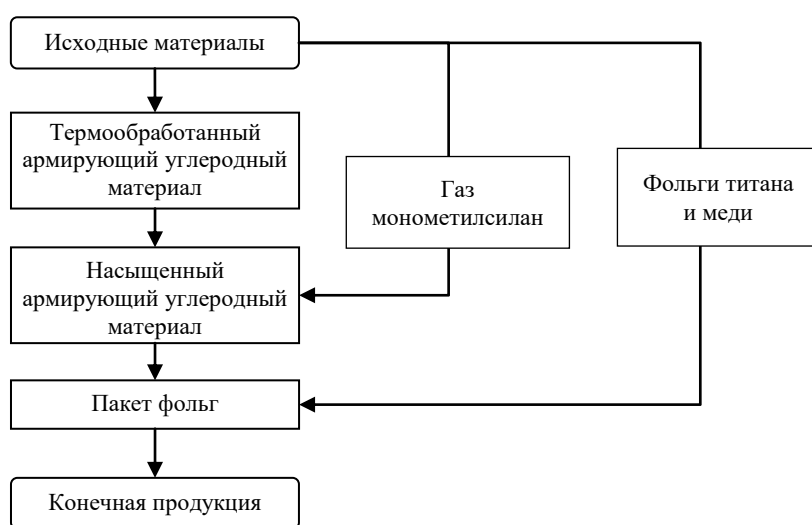 Исходные материалы
Термообработанный
армирующий углеродный
материал
Газ
монометилсилан
Фольги титана
и меди
Насыщенный
армирующий углеродный
материал
Пакет фольг
Конечная продукция